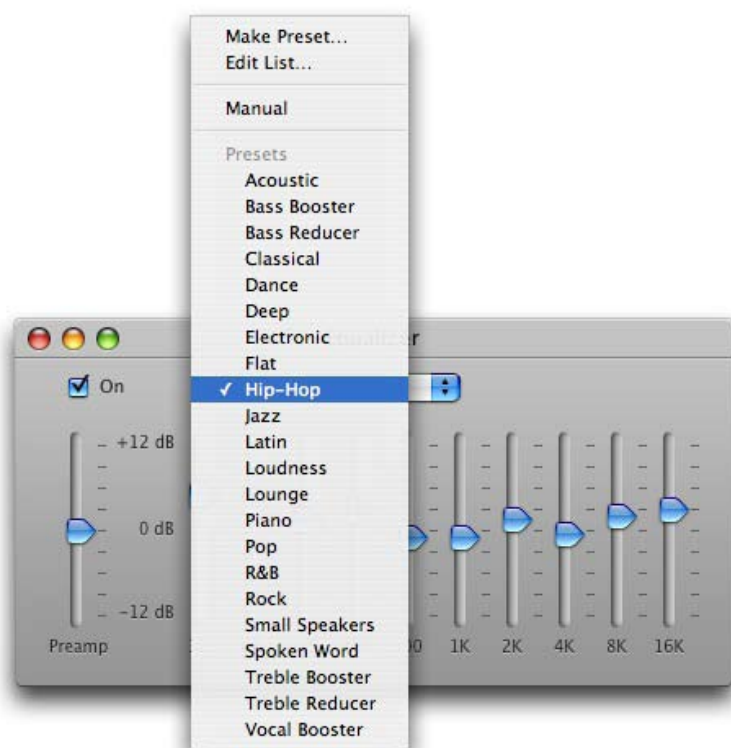 Make Preset...
Edit List...
Manual
Presets
Acoustic
Bass Booster
Bass Reducer
Classical
Dance
Deep
Electronic
Flat
✓ Hip-Hop
Jazz
Latin
Loudness
Lounge
Piano
Pop
R&B
Rock
Small Speakers
Spoken Word
Treble Booster
Treble Reducer
Vocal Booster
On
+12 dB
0 dB
-12 dB
Preamp
1K 2K 4K 8K 16K